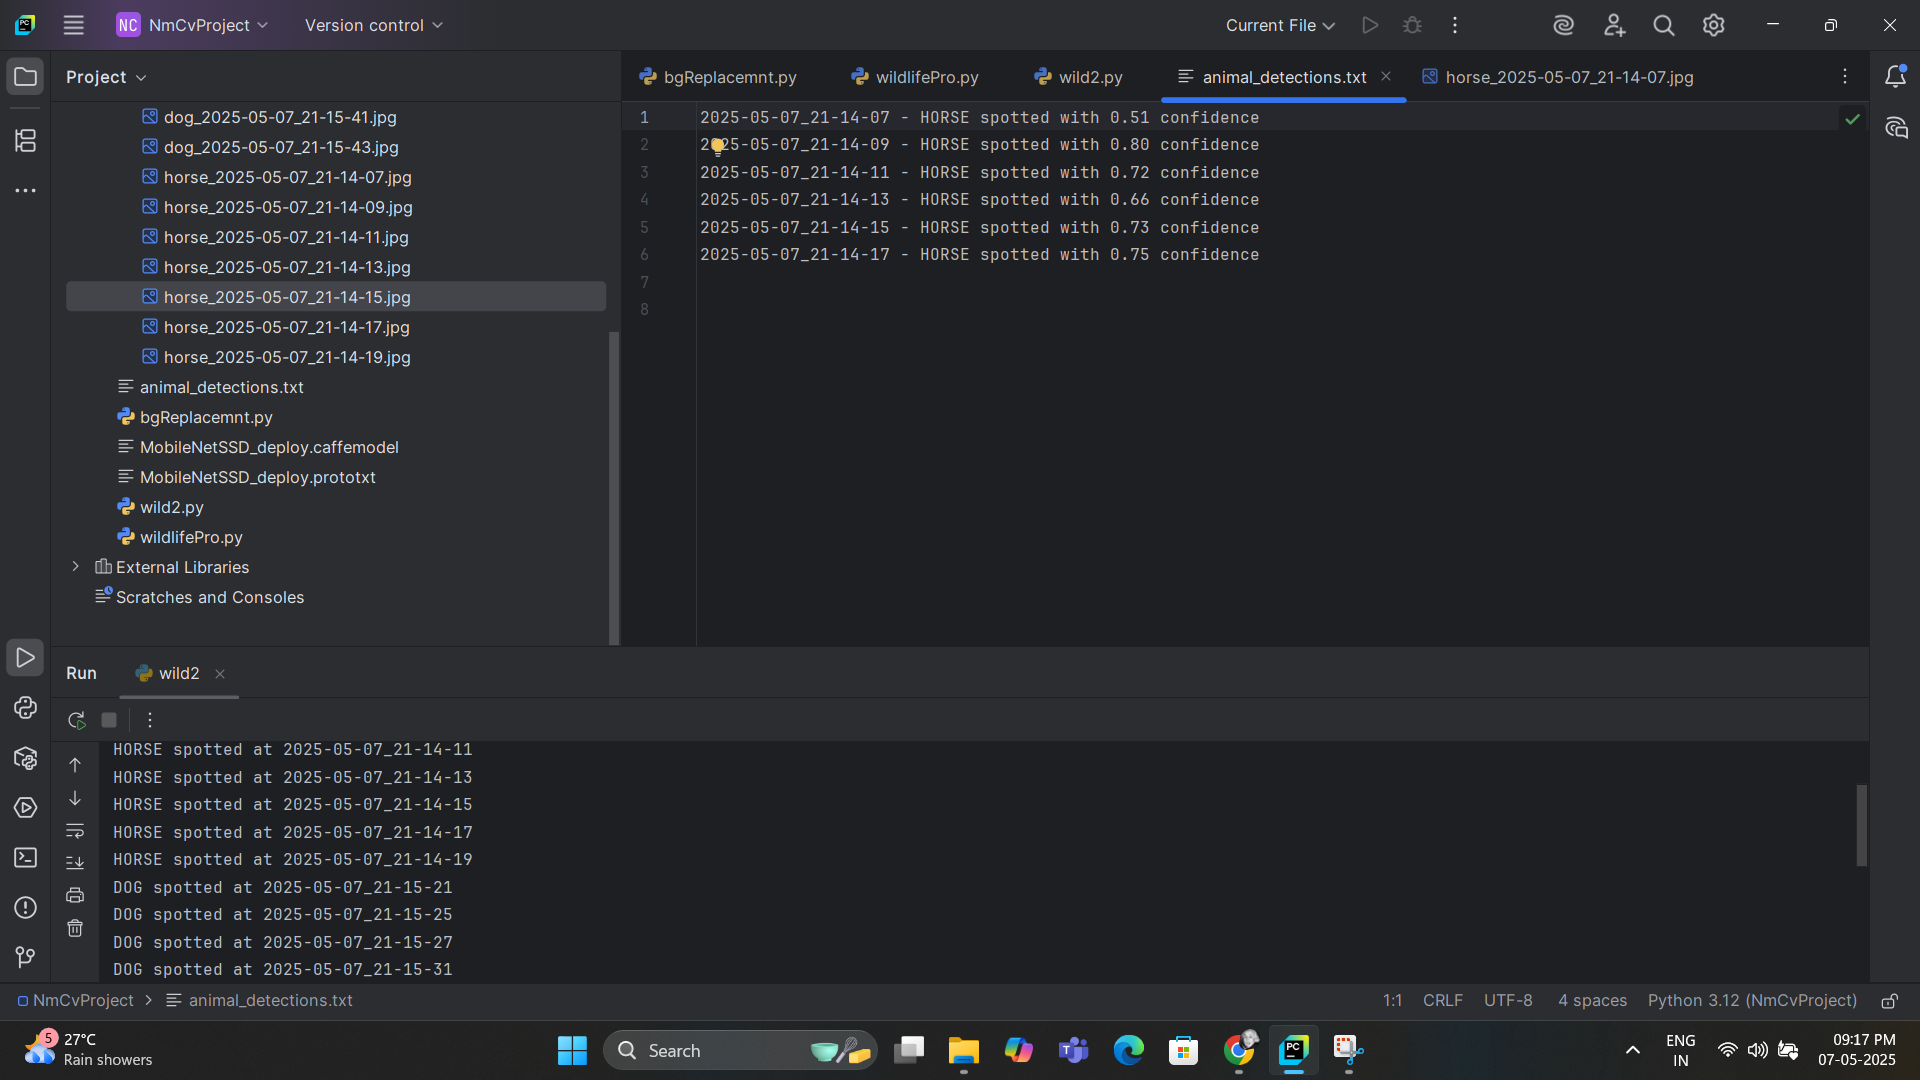 NC NmCvProject Version control Current File
Project
bgReplacemnt.py wildlifePro.py wild2.py animal_detections.txt horse_2025-05-07_21-14-07.jpg
dog_2025-05-07_21-15-41.jpg
dog_2025-05-07_21-15-43.jpg
horse_2025-05-07_21-14-07.jpg
horse_2025-05-07_21-14-09.jpg
horse_2025-05-07_21-14-11.jpg
horse_2025-05-07_21-14-13.jpg
horse_2025-05-07_21-14-15.jpg
horse_2025-05-07_21-14-17.jpg
horse_2025-05-07_21-14-19.jpg
animal_detections.txt
bgReplacemnt.py
MobileNetSSD_deploy.caffemodel
MobileNetSSD_deploy.prototxt
wild2.py
wildlifePro.py
External Libraries
Scratches and Consoles
1 2025-05-07_21-14-07 - HORSE spotted with 0.51 confidence
2 2025-05-07_21-14-09 - HORSE spotted with 0.80 confidence
3 2025-05-07_21-14-11 - HORSE spotted with 0.72 confidence
4 2025-05-07_21-14-13 - HORSE spotted with 0.66 confidence
5 2025-05-07_21-14-15 - HORSE spotted with 0.73 confidence
6 2025-05-07_21-14-17 - HORSE spotted with 0.75 confidence
7
8
Run wild2
HORSE spotted at 2025-05-07_21-14-11
HORSE spotted at 2025-05-07_21-14-13
HORSE spotted at 2025-05-07_21-14-15
HORSE spotted at 2025-05-07_21-14-17
HORSE spotted at 2025-05-07_21-14-19
DOG spotted at 2025-05-07_21-15-21
DOG spotted at 2025-05-07_21-15-25
DOG spotted at 2025-05-07_21-15-27
DOG spotted at 2025-05-07_21-15-31
NmCvProject > animal_detections.txt 1:1 CRLF UTF-8 4 spaces Python 3.12 (NmCvProject)
5 27°C
Rain showers
Search
ENG
IN
09:17 PM
07-05-2025